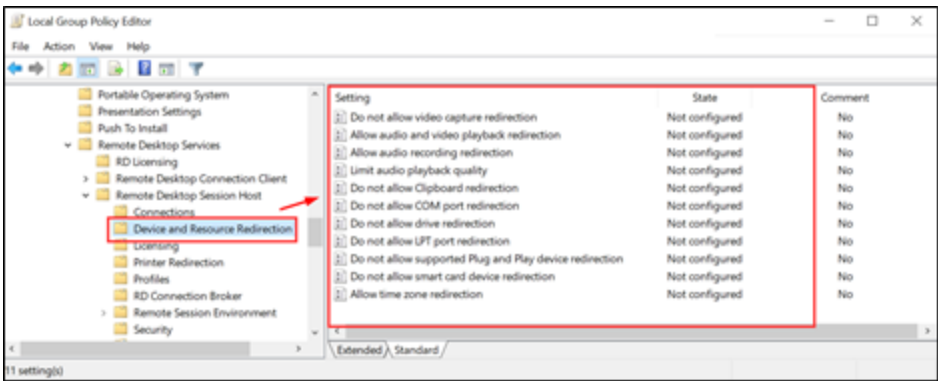 Local Group Policy Editor
File Action View Help
Portable Operating System
Presentation Settings
Push To Install
Remote Desktop Services
RD Licensing
Remote Desktop Connection Client
Remote Desktop Session Host
Connections
Device and Resource Redirection
Licensing
Printer Redirection
Profiles
RD Connection Broker
Remote Session Environment
Security
Setting State Comment
Do not allow video capture redirection Not configured No
Allow audio and video playback redirection Not configured No
Allow audio recording redirection Not configured No
Limit audio playback quality Not configured No
Do not allow Clipboard redirection Not configured No
Do not allow COM port redirection Not configured No
Do not allow drive redirection Not configured No
Do not allow LPT port redirection Not configured No
Do not allow supported Plug and Play device redirection Not configured No
Do not allow smart card device redirection Not configured No
Allow time zone redirection Not configured No
Extended Standard
11 setting(s)